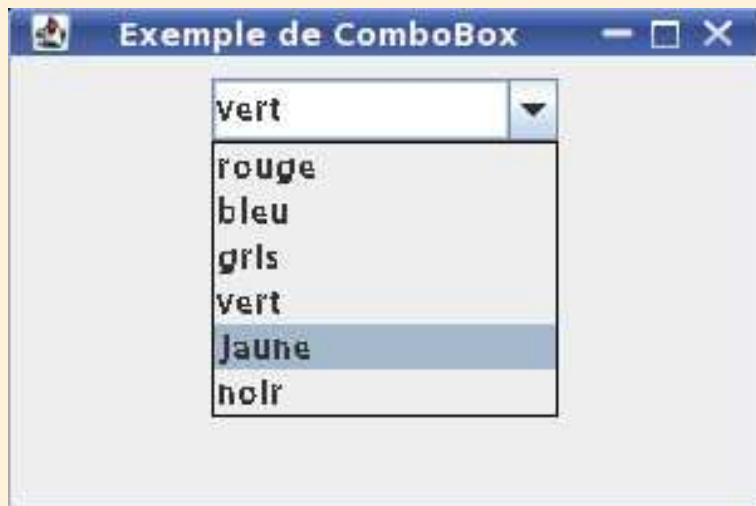 Exemple de ComboBox
vert
rouge
bleu
gris
vert
jaune
noir